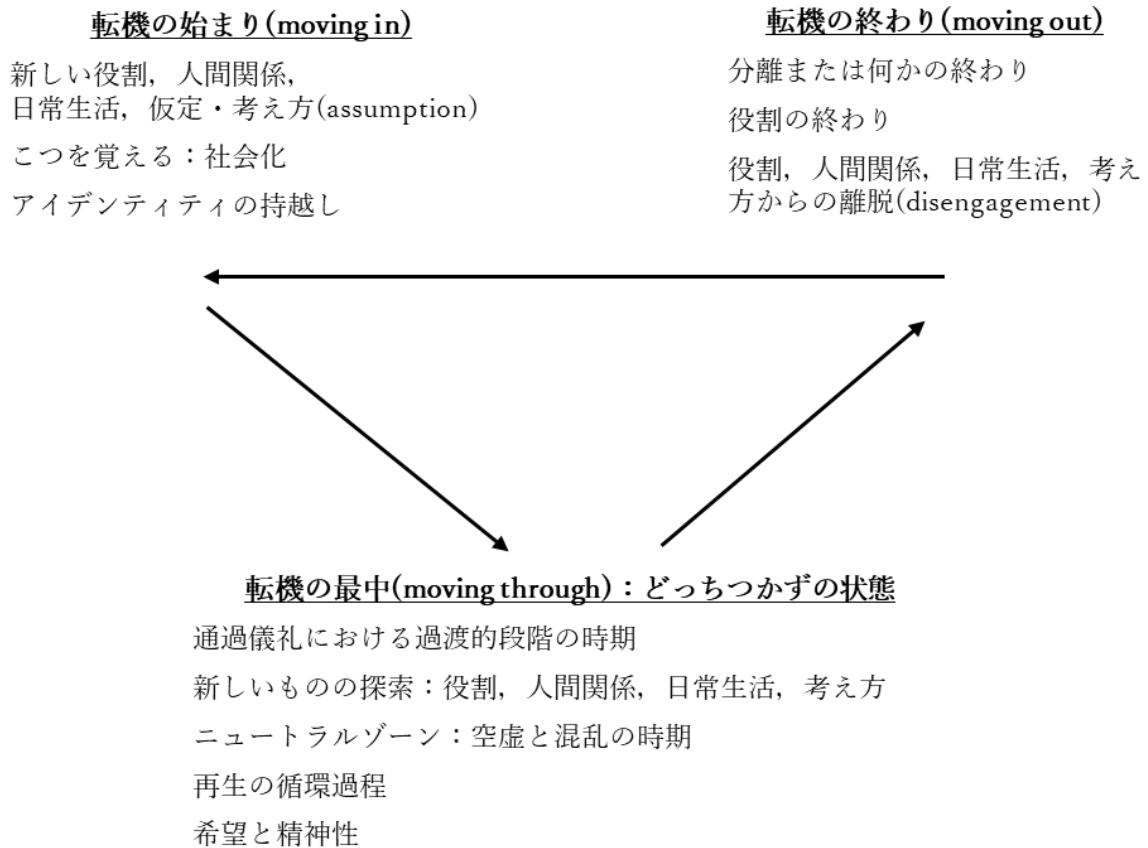 転機の始まり(moving in)
新しい役割，人間関係，
日常生活，仮定・考え方(assumption)
こつを覚える：社会化
アイデンティティの持越し
転機の終わり(moving out)
分離または何かの終わり
役割の終わり
役割，人間関係，日常生活，考え
方からの離脱(disengagement)
転機の最中(moving through)：どっちつかずの状態
通過儀礼における過渡的段階の時期
新しいものの探索：役割，人間関係，日常生活，考え方
ニュートラルゾーン：空虚と混乱の時期
再生の循環過程
希望と精神性